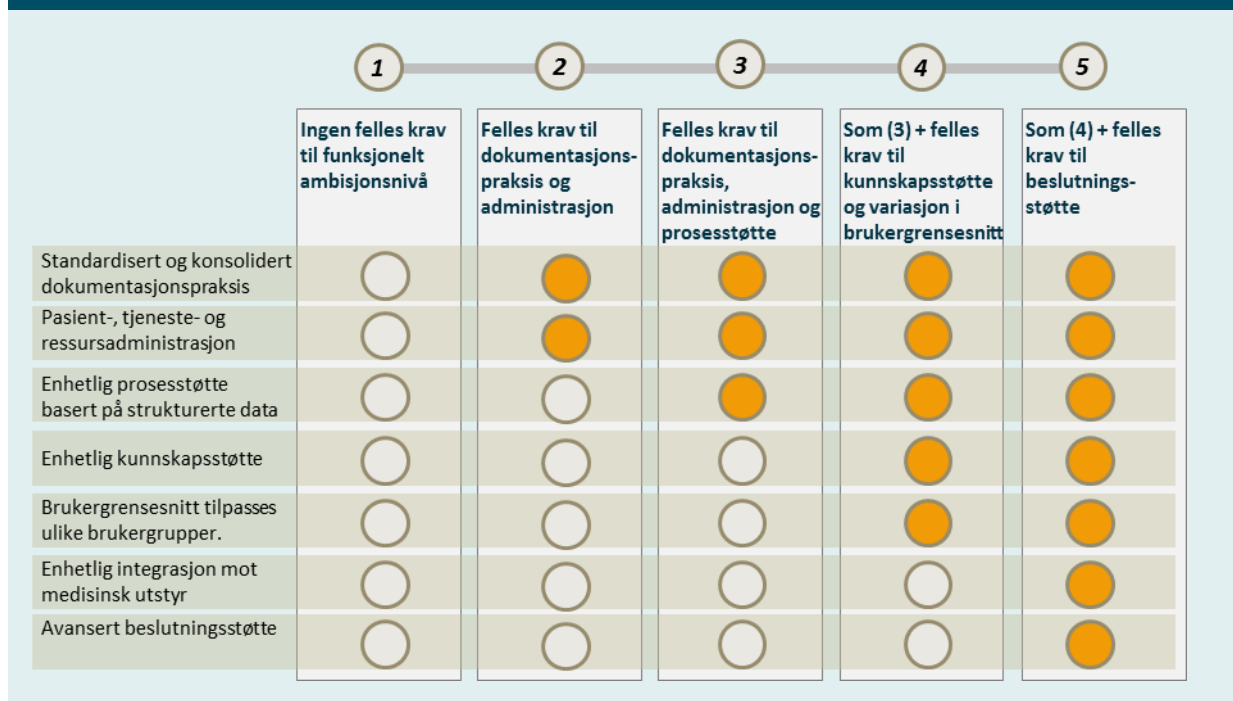 1
2
3
4
5
Ingen felles krav
til funksjonelt
ambisjonsnivå
Felles krav til
dokumentasjons-
praksis og
administrasjon
Felles krav til
dokumentasjons-
praksis,
administrasjon og
prosesstøtte
Som (3) + felles
krav til
kunnskapsstøtte
og variasjon i
brukergrensesnitt
Som (4) + felles
krav til
beslutnings-
støtte
Standardisert og konsolidert
dokumentasjonspraksis
Pasient-, tjeneste- og
ressursadministrasjon
Enhetlig prosesstøtte
basert på strukturerte data
Enhetlig kunnskapsstøtte
Brukergrensesnitt tilpasses
ulike brukergrupper.
Enhetlig integrasjon mot
medisinsk utstyr
Avansert beslutningsstøtte